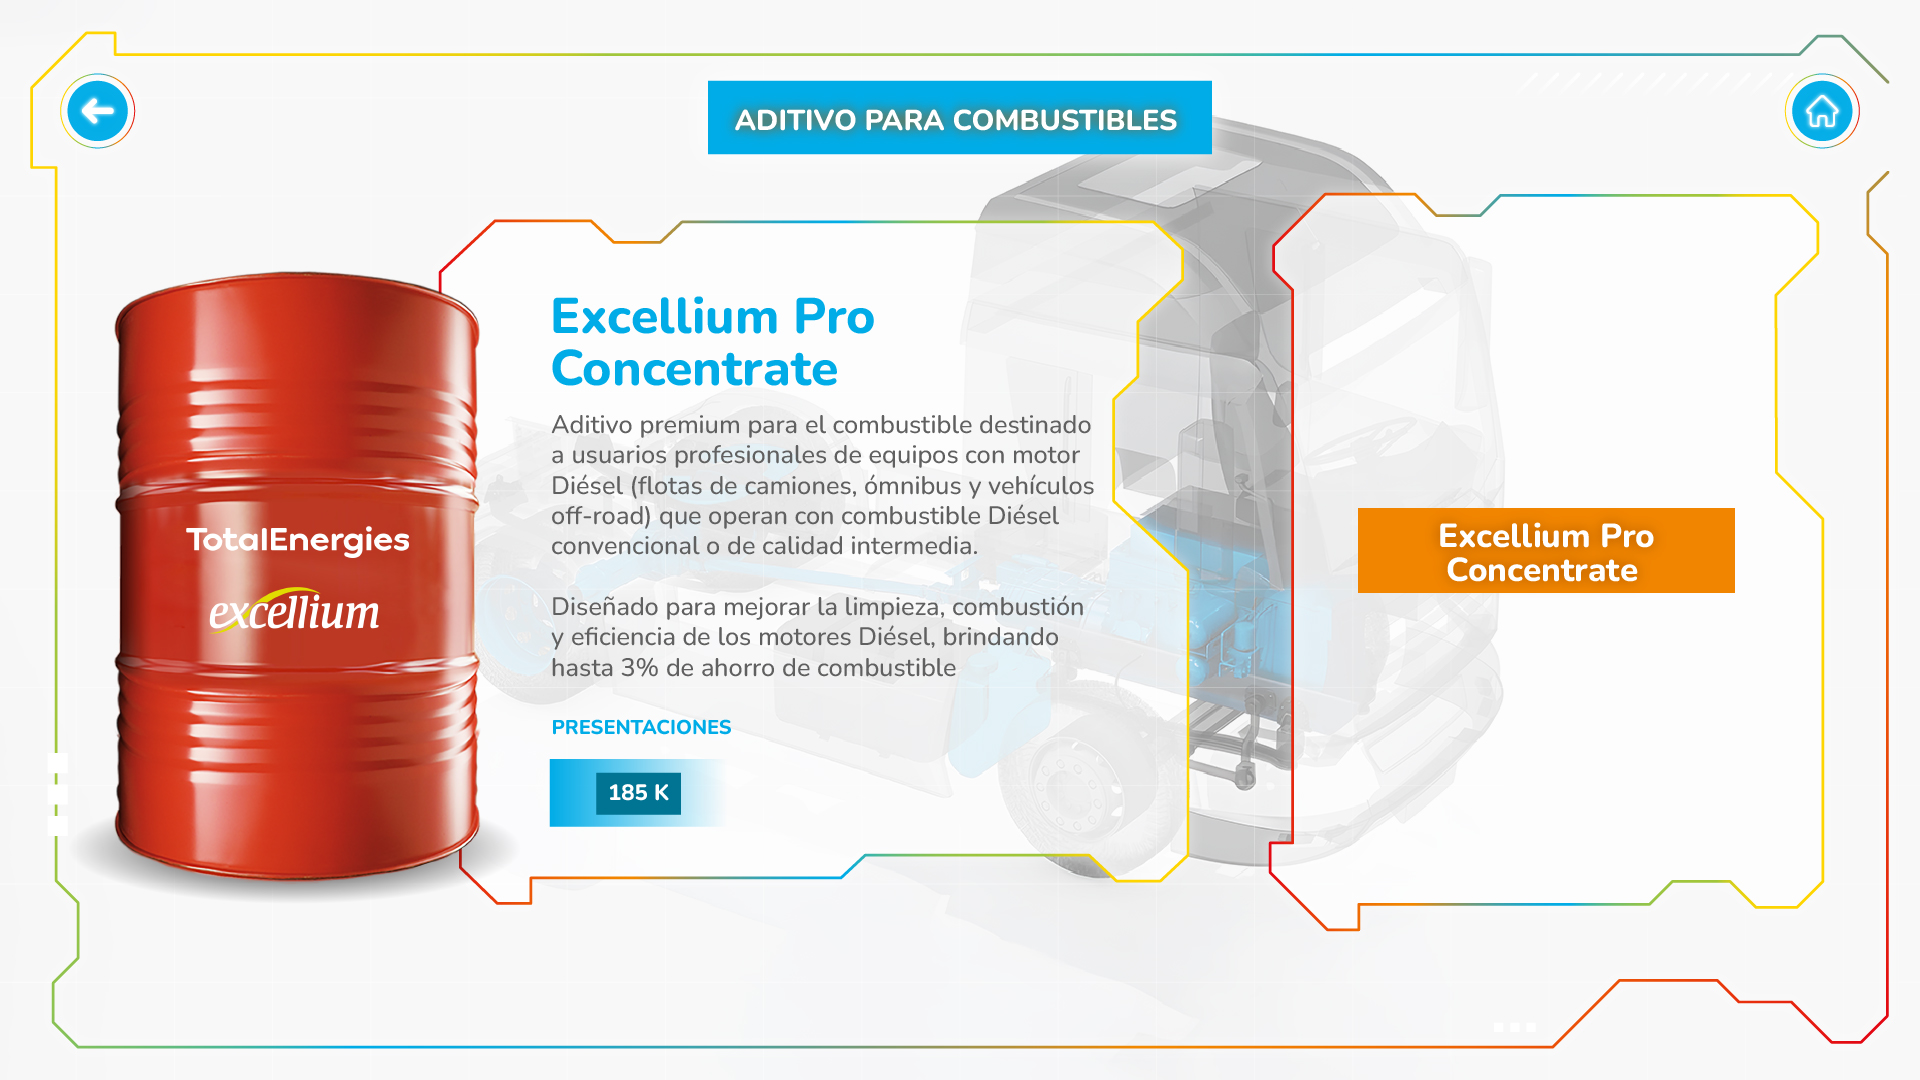 ADITIVO PARA COMBUSTIBLES
TotalEnergies
excellium
Excellium Pro
Concentrate
Aditivo premium para el combustible destinado
a usuarios profesionales de equipos con motor
Diésel (flotas de camiones, ómnibus y vehículos
off-road) que operan con combustible Diésel
convencional o de calidad intermedia.
Diseñado para mejorar la limpieza, combustión
y eficiencia de los motores Diésel, brindando
hasta 3% de ahorro de combustible
PRESENTACIONES
185 K
Excellium Pro
Concentrate